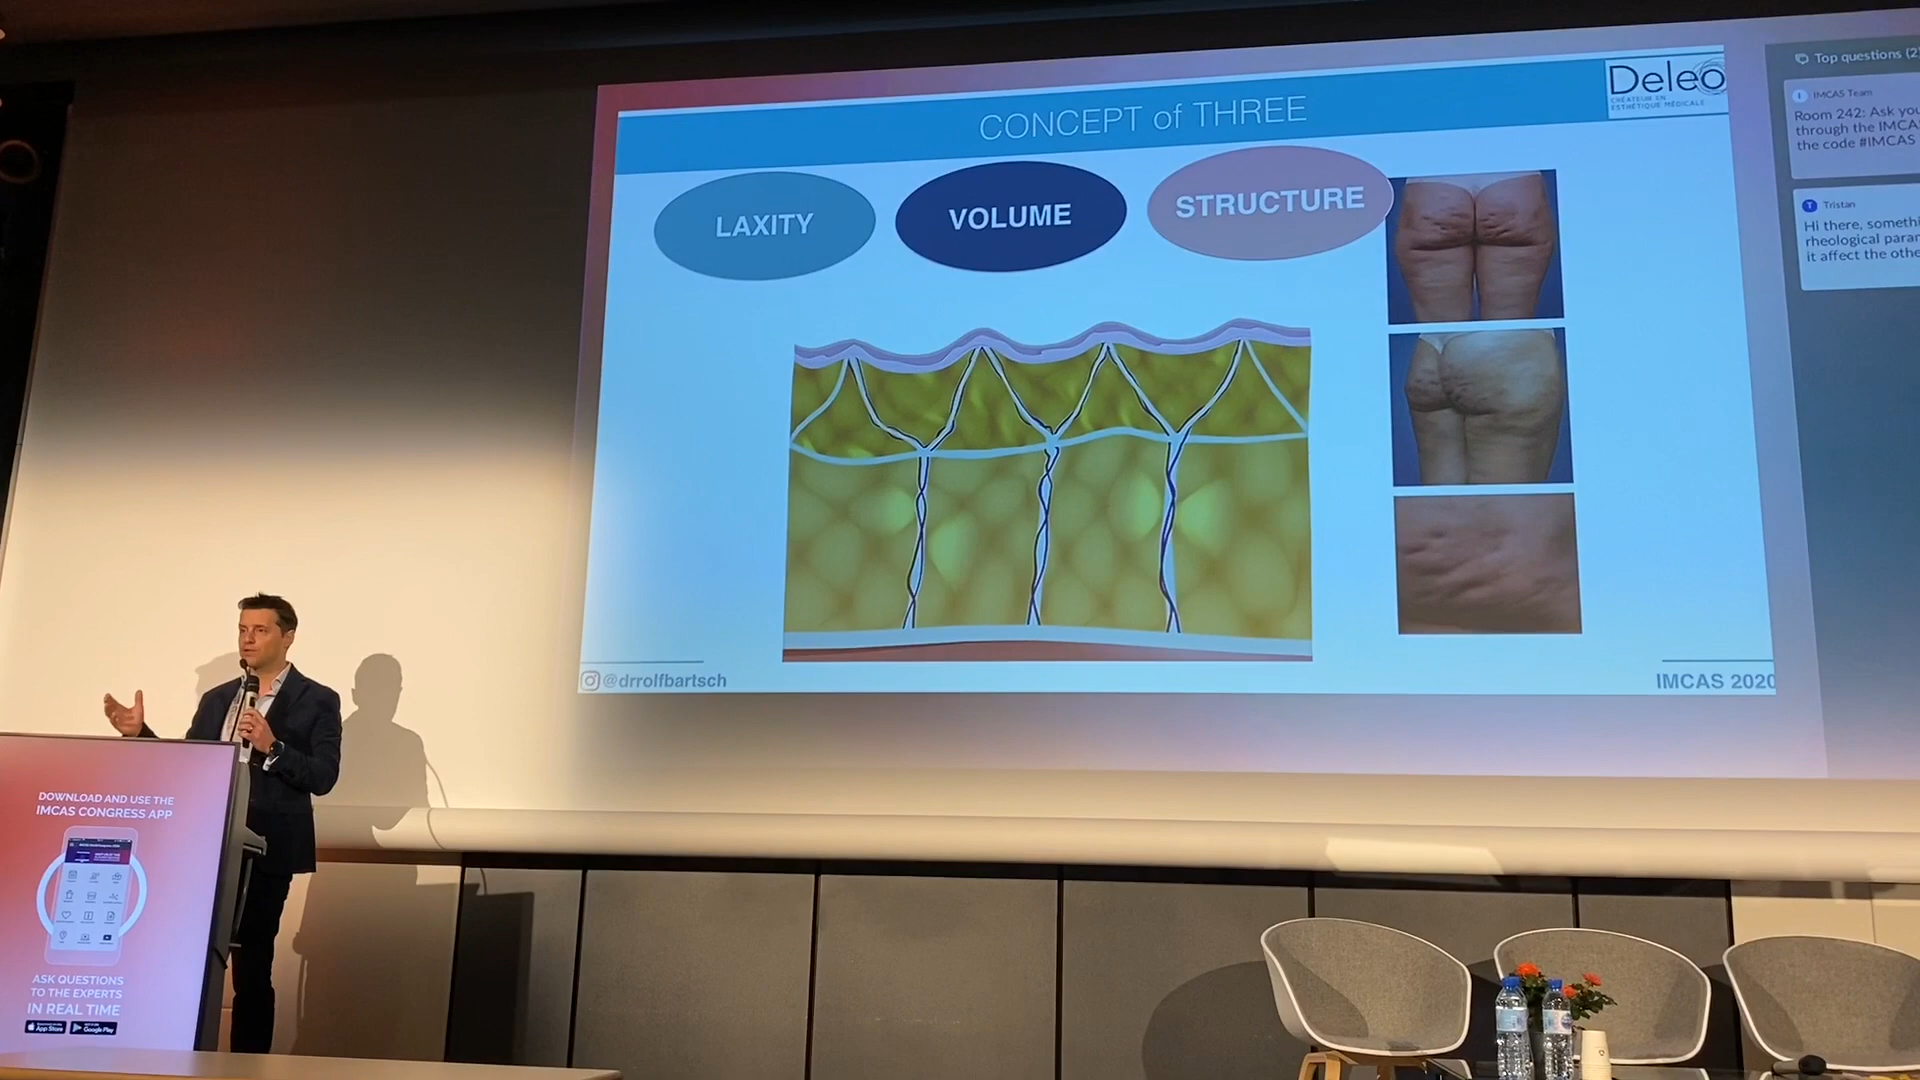 CONCEPT of THREE
Deleo
CRÉATEUR EN
ESTHÉTIQUE MÉDICALE
LAXITY
VOLUME
STRUCTURE
@drrolfbartsch
IMCAS 2020
Top questions (2
IMCAS Team
Room 242: Ask you
through the IMCA
the code #IMCAS
T
Tristan
Hi there, somethi
rheological para
it affect the othe
DOWNLOAD AND USE THE
IMCAS CONGRESS APP
ASK QUESTIONS
TO THE EXPERTS
IN REAL TIME
App Store
Google Play